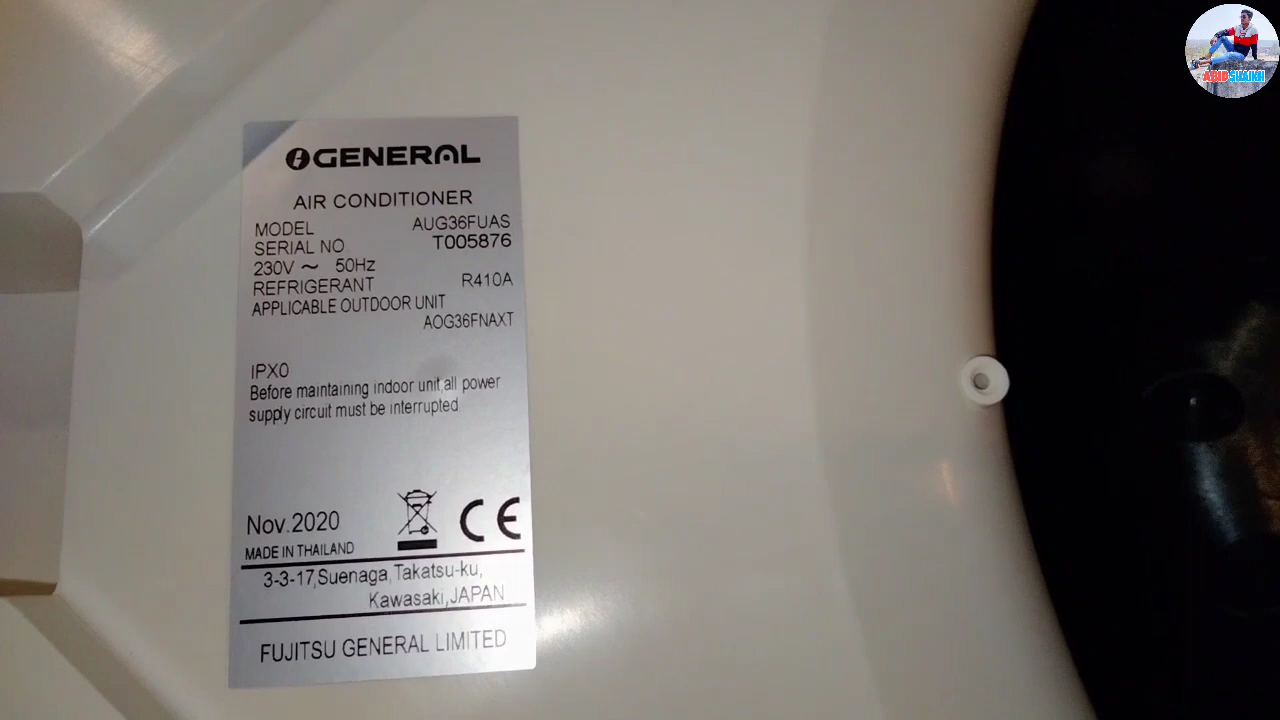 GENERAL
AIR CONDITIONER
MODEL AUG36FUAS
SERIAL NO T005876
230V ~ 50Hz
REFRIGERANT R410A
APPLICABLE OUTDOOR UNIT
AOG36FNAXT
IPX0
Before maintaining indoor unit,all power
supply circuit must be interrupted
Nov.2020
CE
MADE IN THAILAND
3-3-17,Suenaga,Takatsu-ku,
Kawasaki,JAPAN
FUJITSU GENERAL LIMITED
ABID SHAIKH